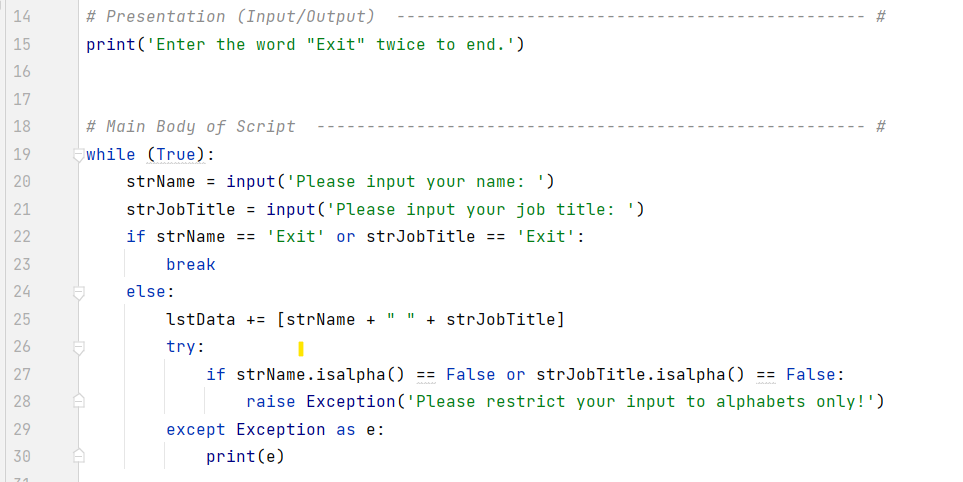 14 # Presentation (Input/Output) ----------------------------------------------- #
15 print('Enter the word "Exit" twice to end.')
16
17
18 # Main Body of Script ------------------------------------------------------- #
19 while (True):
20     strName = input('Please input your name: ')
21     strJobTitle = input('Please input your job title: ')
22     if strName == 'Exit' or strJobTitle == 'Exit':
23         break
24     else:
25         lstData += [strName + " " + strJobTitle]
26         try:
27             if strName.isalpha() == False or strJobTitle.isalpha() == False:
28                 raise Exception('Please restrict your input to alphabets only!')
29         except Exception as e:
30             print(e)